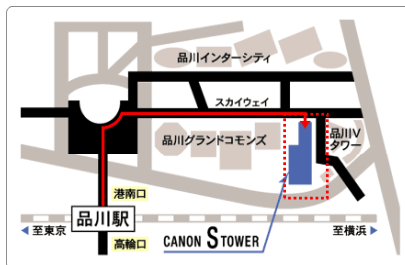 品川インターシティ
スカイウェイ
品川グランドコモンズ
品川V
タワー
港南口
品川駅
高輪口
CANON S TOWER
至東京
至横浜